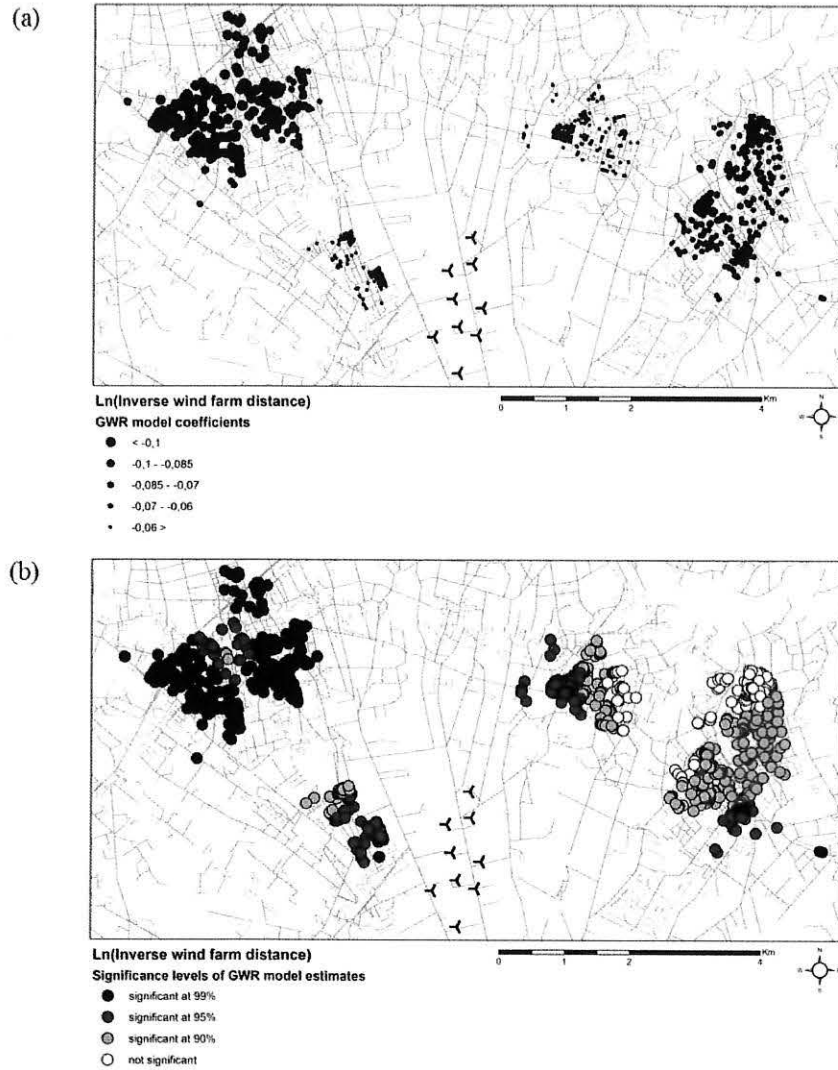 (a)
Ln(Inverse wind farm distance)
GWR model coefficients
< -0,1
-0,1 - -0,085
-0,085 - -0,07
-0,07 - -0,06
-0,06 >
Km
0 1 2 4
N
S
(b)
Ln(Inverse wind farm distance)
Significance levels of GWR model estimates
significant at 99%
significant at 95%
significant at 90%
not significant
Km
0 1 2 4
N
S